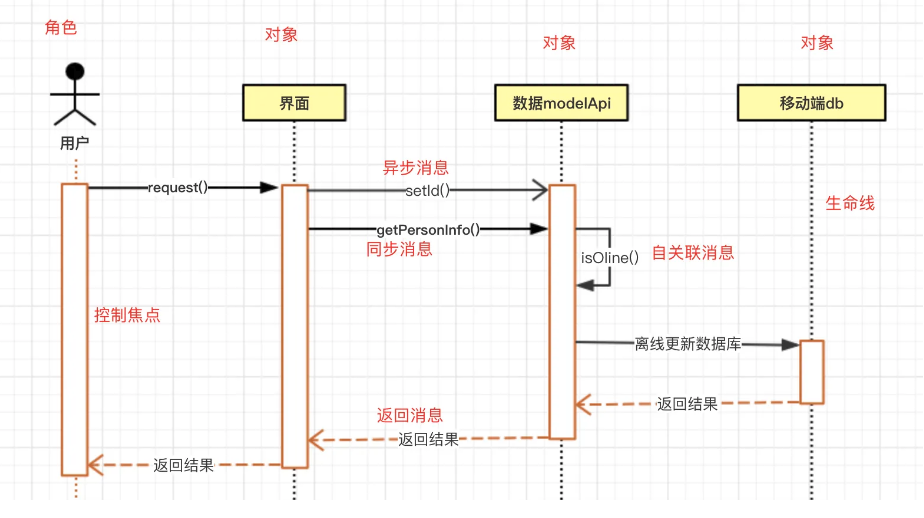 角色
对象
对象
对象
界面
数据modelApi
移动端db
用户
异步消息
request()
setId()
生命线
getPersonInfo()
同步消息
isOline()
自关联消息
控制焦点
离线更新数据库
返回结果
返回消息
返回结果
返回结果